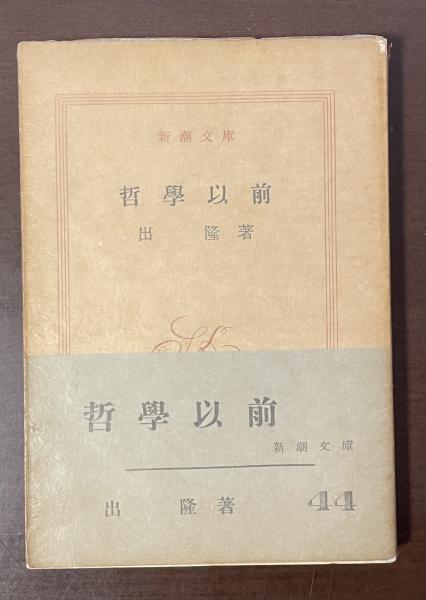 新潮文庫
哲學以前
出 隆著
哲學以前
新潮文庫
出 隆著 44